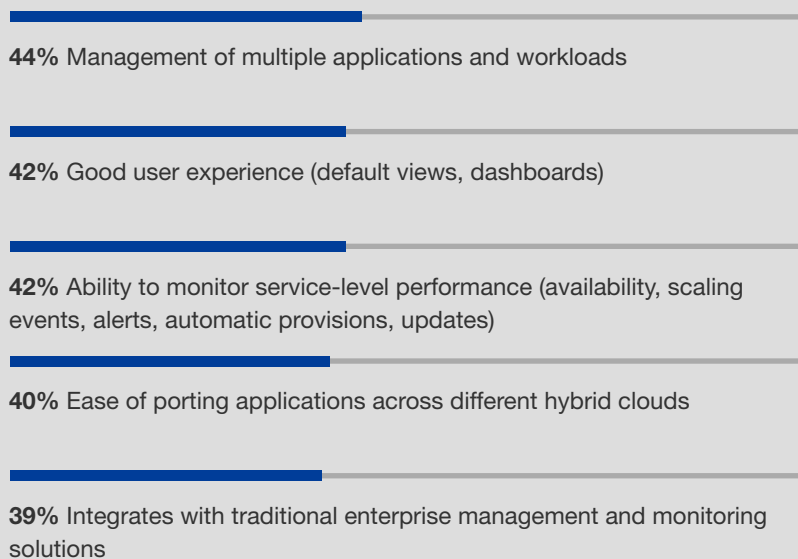 44% Management of multiple applications and workloads
42% Good user experience (default views, dashboards)
42% Ability to monitor service-level performance (availability, scaling
events, alerts, automatic provisions, updates)
40% Ease of porting applications across different hybrid clouds
39% Integrates with traditional enterprise management and monitoring
solutions